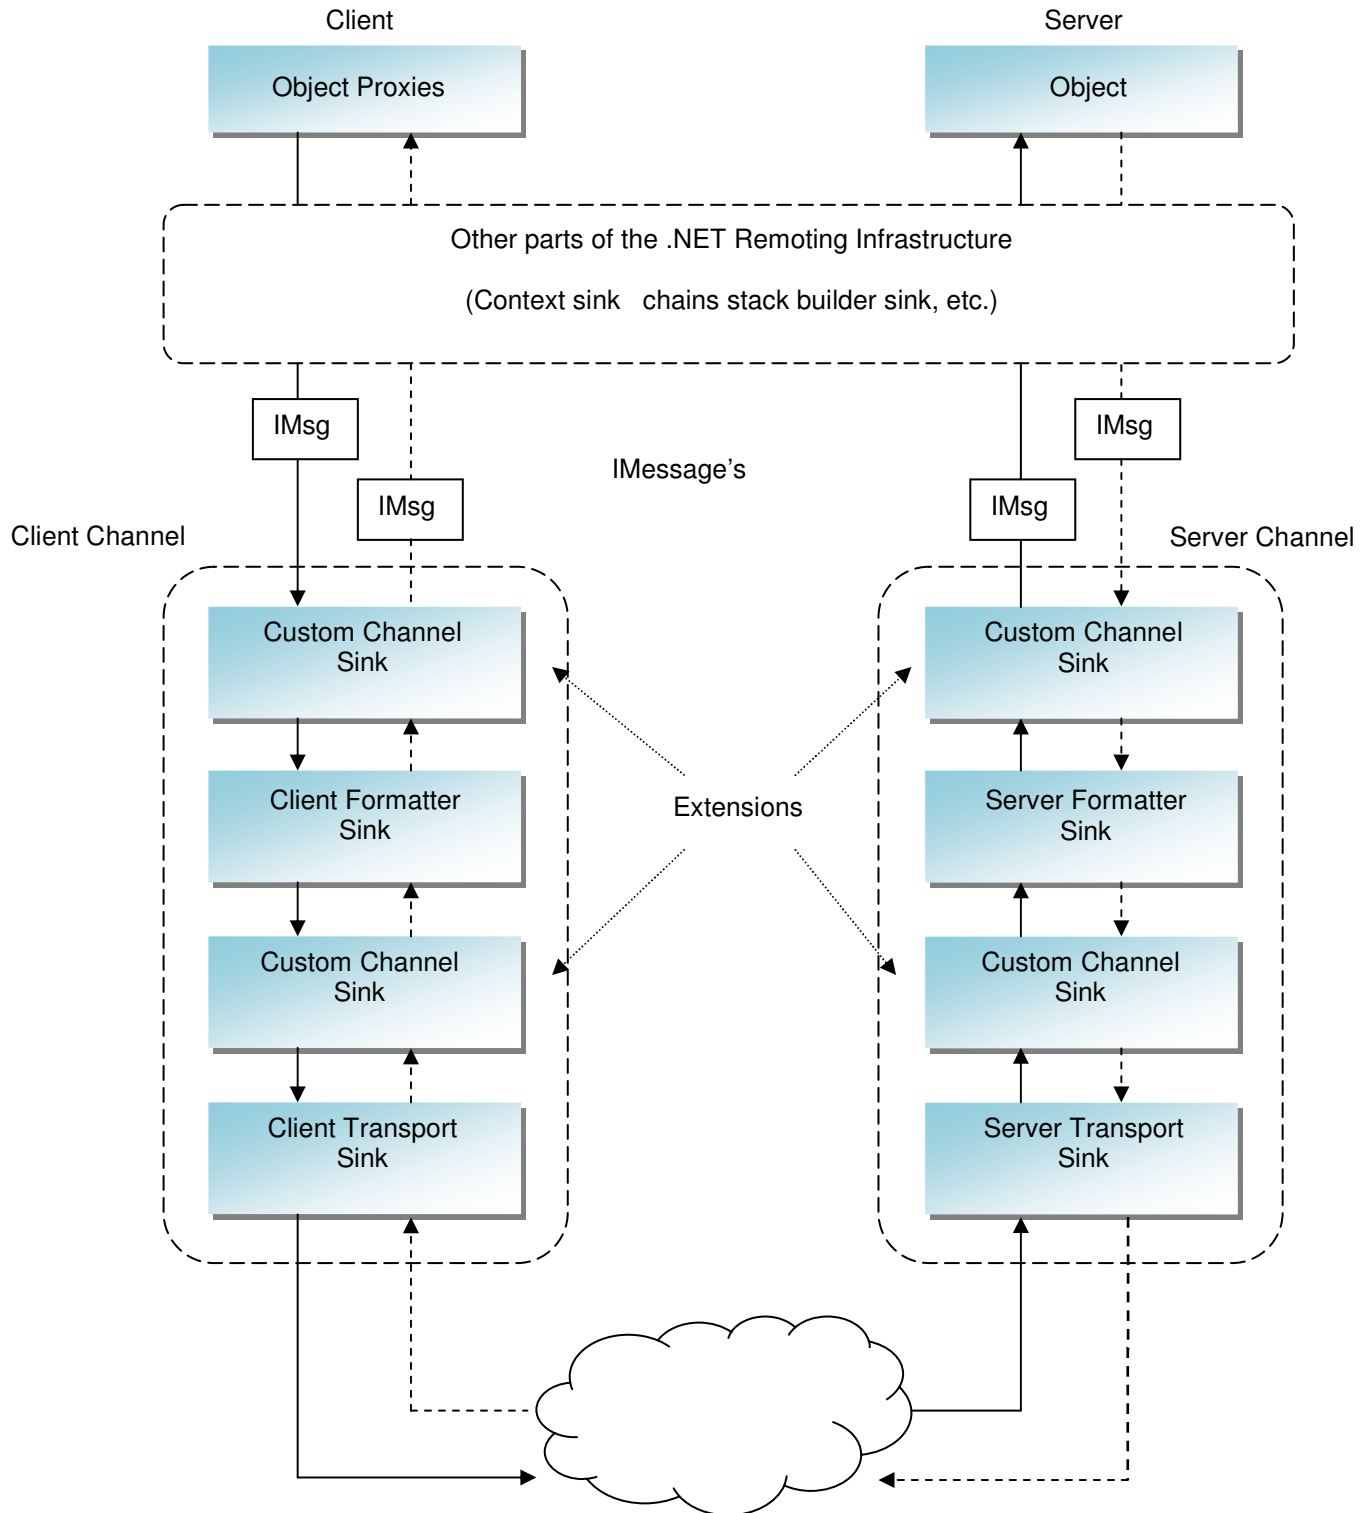 Client
Server
Object Proxies
Object
Other parts of the .NET Remoting Infrastructure
(Context sink   chains stack builder sink, etc.)
IMsg
IMsg
IMessage's
IMsg
IMsg
Client Channel
Server Channel
Custom Channel
Sink
Custom Channel
Sink
Client Formatter
Sink
Extensions
Server Formatter
Sink
Custom Channel
Sink
Custom Channel
Sink
Client Transport
Sink
Server Transport
Sink